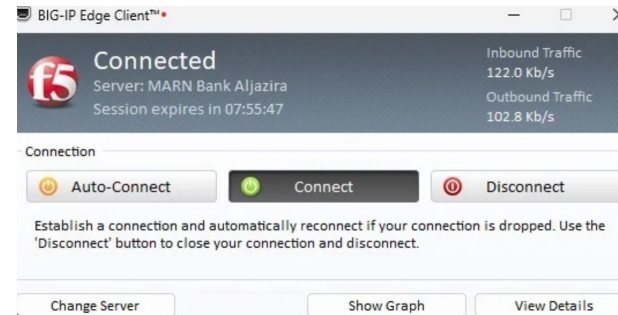 BIG-IP Edge Client™
f5
Connected
Server: MARN Bank Aljazira
Session expires in 07:55:47
Inbound Traffic
122.0 Kb/s
Outbound Traffic
102.8 Kb/s
Connection
Auto-Connect
Connect
Disconnect
Establish a connection and automatically reconnect if your connection is dropped. Use the
'Disconnect' button to close your connection and disconnect.
Change Server
Show Graph
View Details